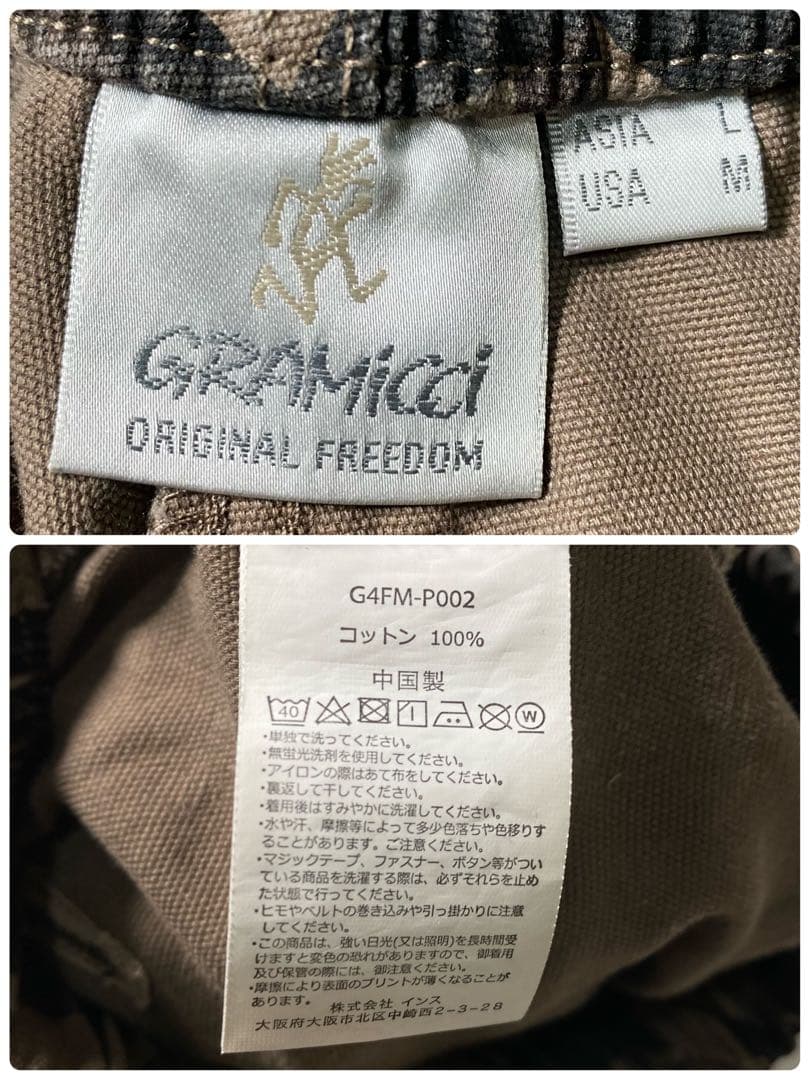 GRAMiCCi
ORIGINAL FREEDOM
ASIA L
USA M
G4FM-P002
コットン 100%
中国製
40
W
・単独で洗ってください。
・無蛍光洗剤を使用してください。
・アイロンの際はあて布をしてください。
・裏返して干してください。
・着用後はすみやかに洗濯してください。
・水や汗、摩擦等によって多少色落ちや色移りす
ることがあります。ご注意ください。
・マジックテープ、ファスナー、ボタン等がつい
ている商品を洗濯する際は、必ずそれらを止め
た状態で行ってください。
・ヒモやベルトの巻き込みや引っ掛かりに注意
してください。
・この商品は、強い日光(又は照明)を長時間受
けますと変色の恐れがありますので、御着用
及び保管の際には、御注意ください。
・摩擦により表面のプリントが薄くなることが
あります。
株式会社 インス
大阪府大阪市北区中崎西2-3-28